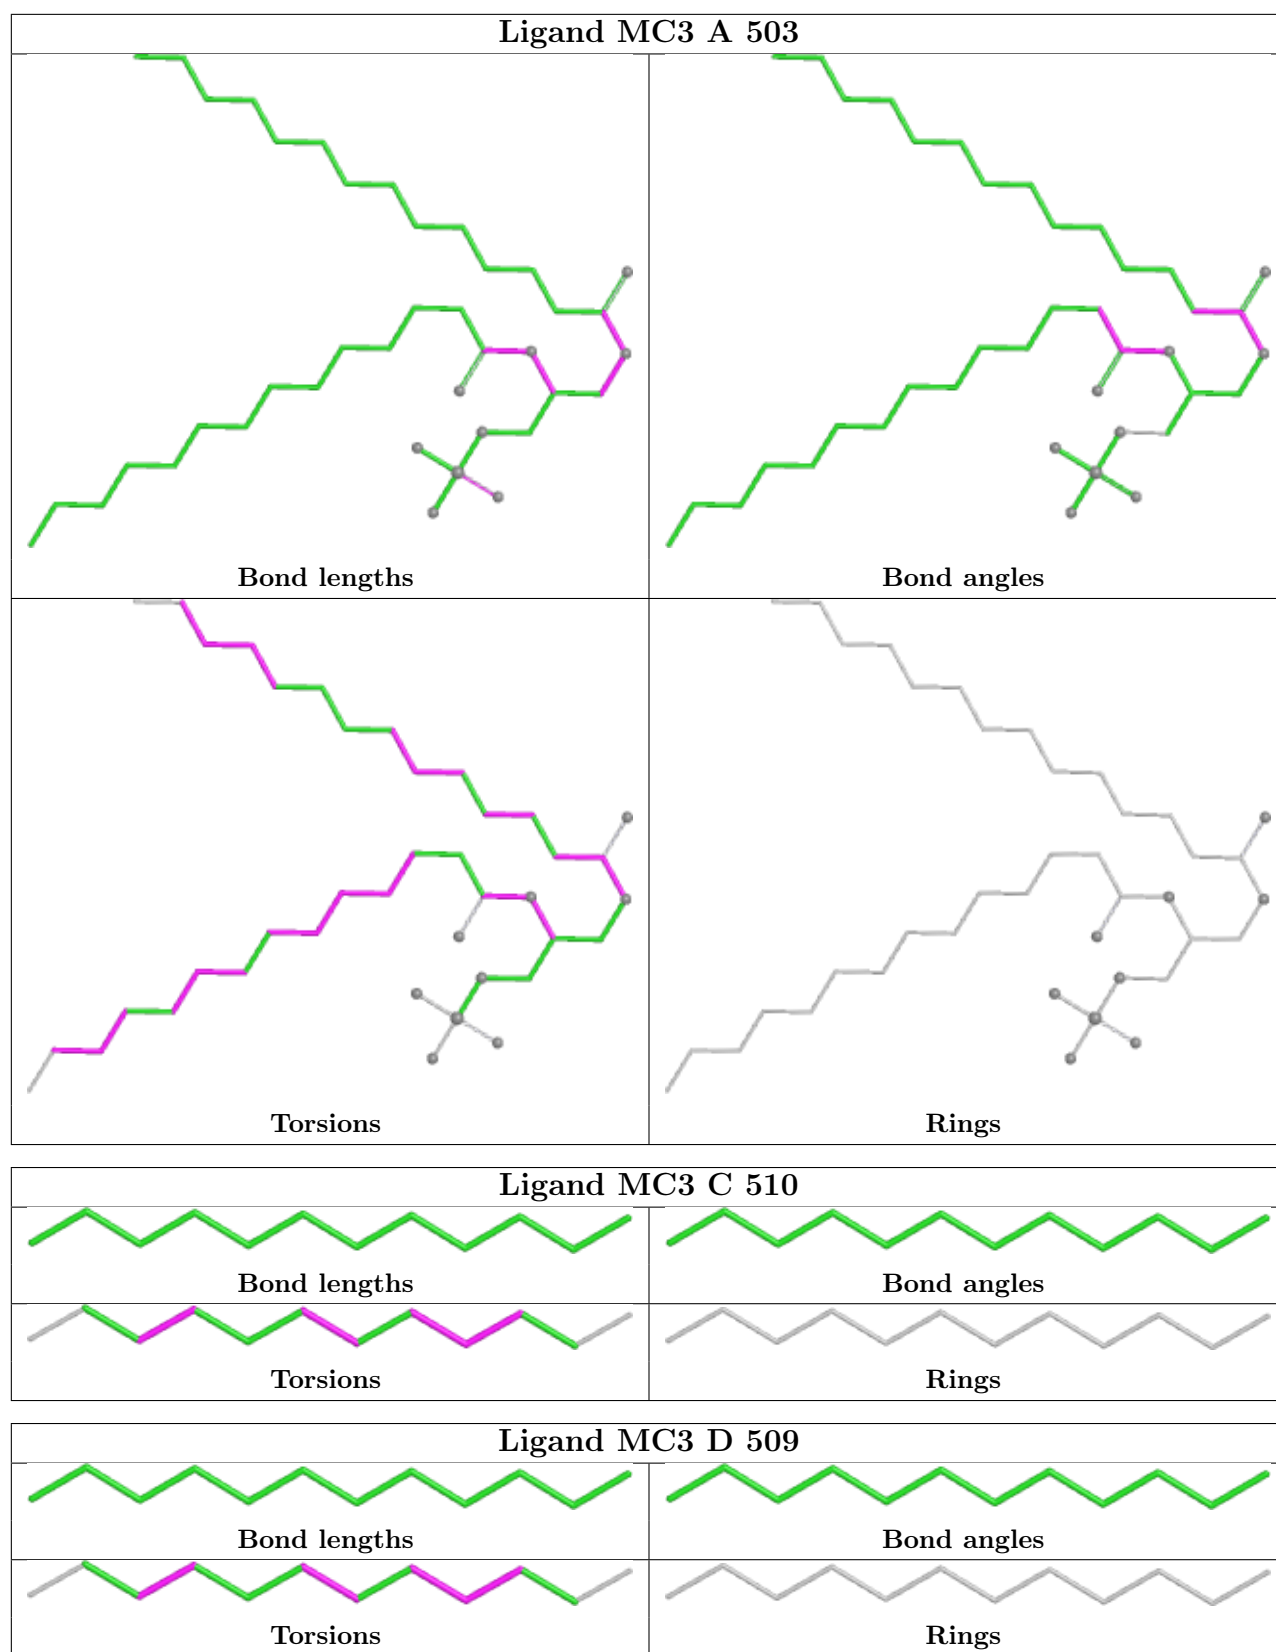 Ligand MC3 A 503
Bond lengths
Bond angles
Torsions
Rings
Ligand MC3 C 510
Bond lengths
Bond angles
Torsions
Rings
Ligand MC3 D 509
Bond lengths
Bond angles
Torsions
Rings